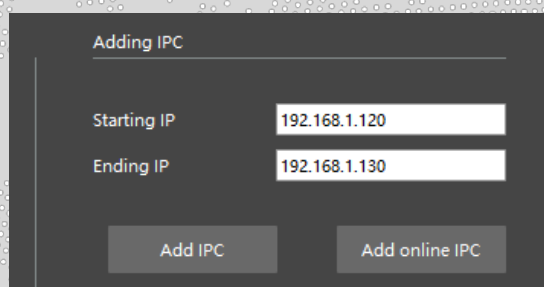 Adding IPC
Starting IP 192.168.1.120
Ending IP 192.168.1.130
Add IPC Add online IPC